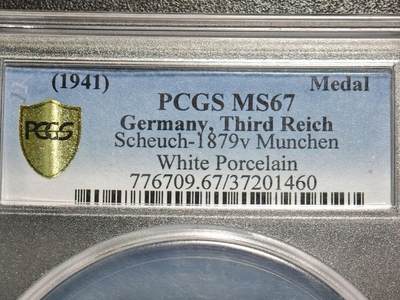 (1941) Medal
PCGS MS67
Germany, Third Reich
Scheuch-1879v Munchen
White Porcelain
776709.67/37201460
PCGS